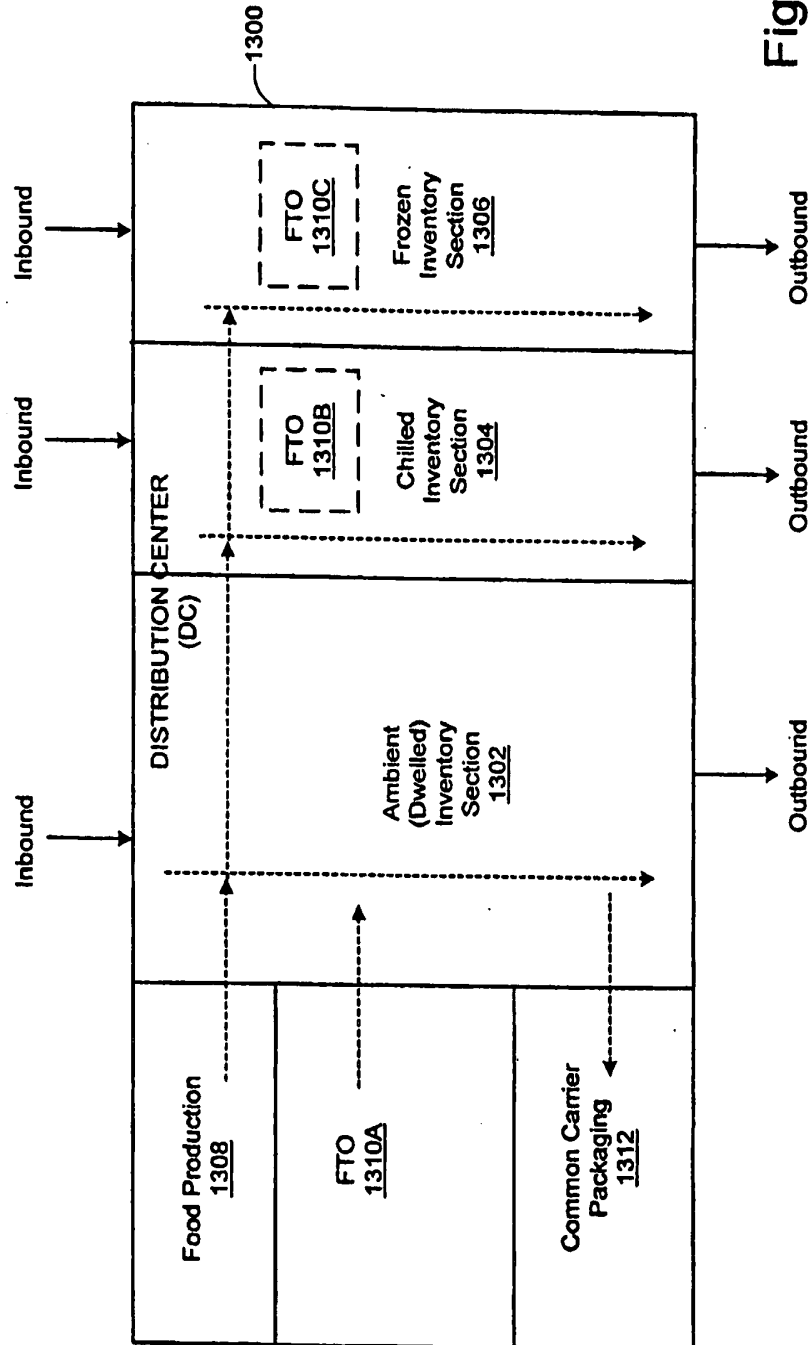 Inbound
Inbound
Inbound
1300
DISTRIBUTION CENTER
(DC)
Food Production
1308
FTO
1310A
Common Carrier
Packaging
1312
Ambient
(Dwelled)
Inventory
Section
1302
FTO
1310B
Chilled
Inventory
Section
1304
FTO
1310C
Frozen
Inventory
Section
1306
Outbound
Outbound
Outbound
Fig